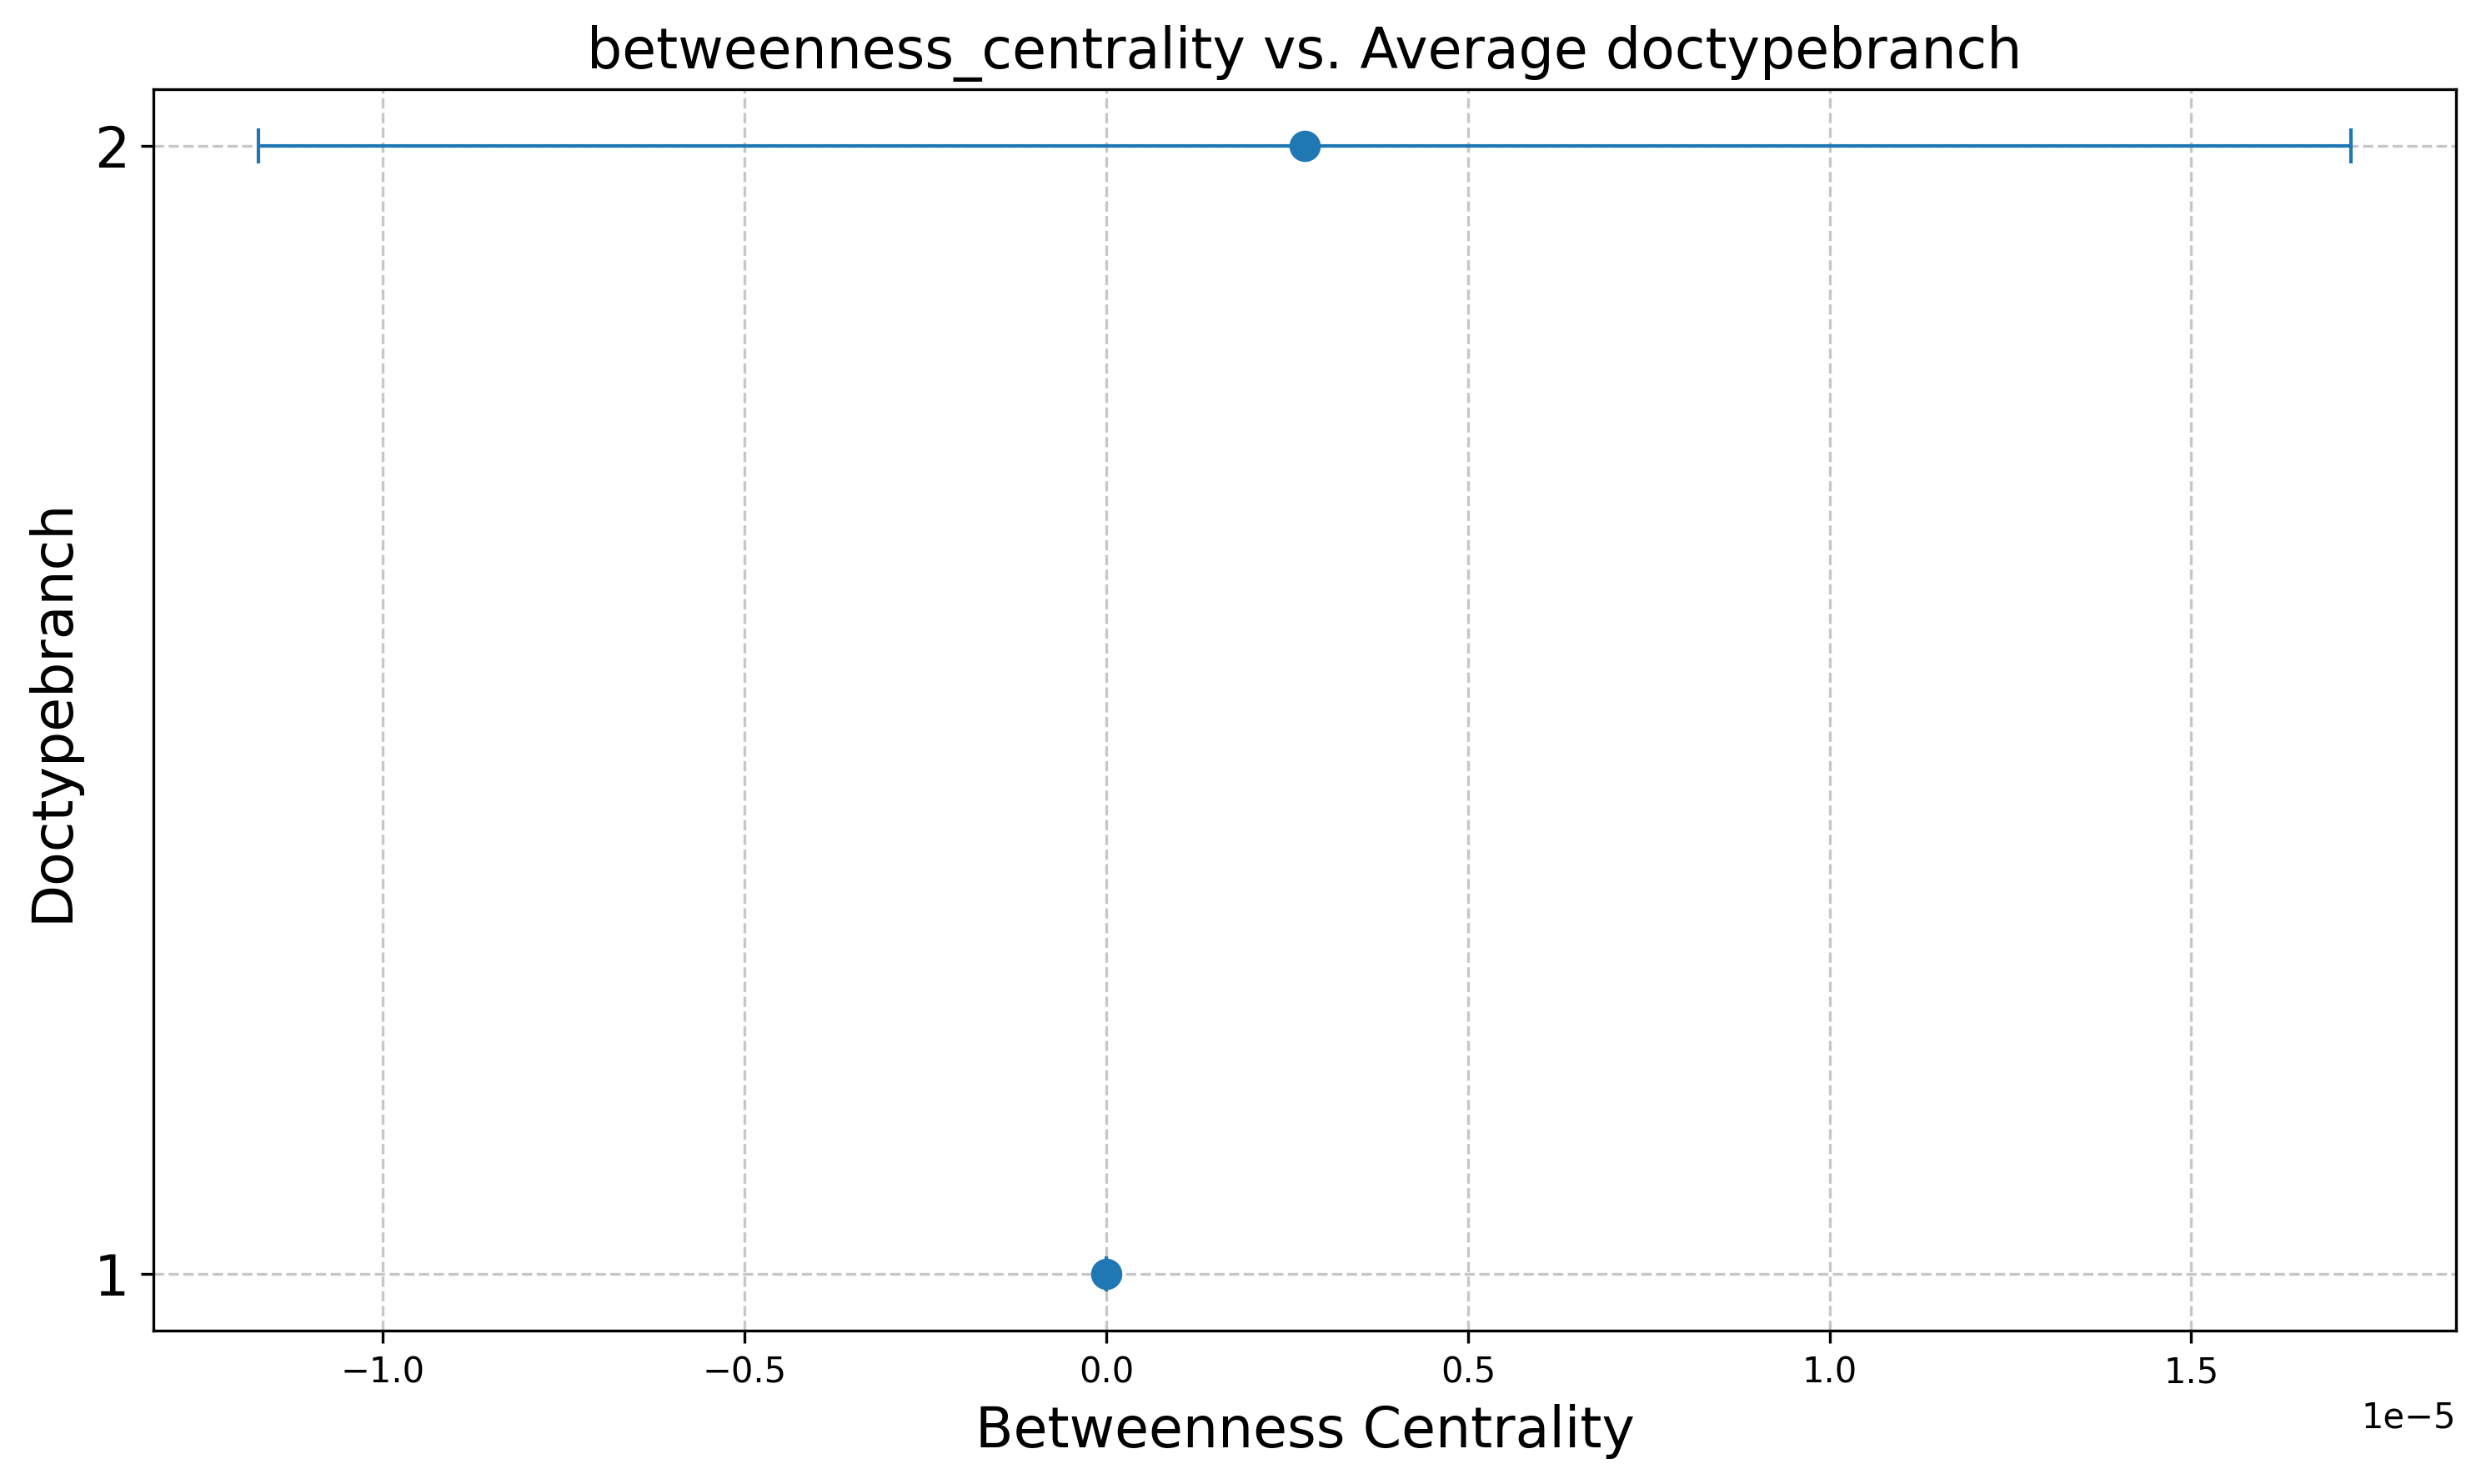 betweenness_centrality vs. Average doctypebranch
2
1
Doctypebranch
−1.0
−0.5
0.0
0.5
1.0
1.5
1e−5
Betweenness Centrality